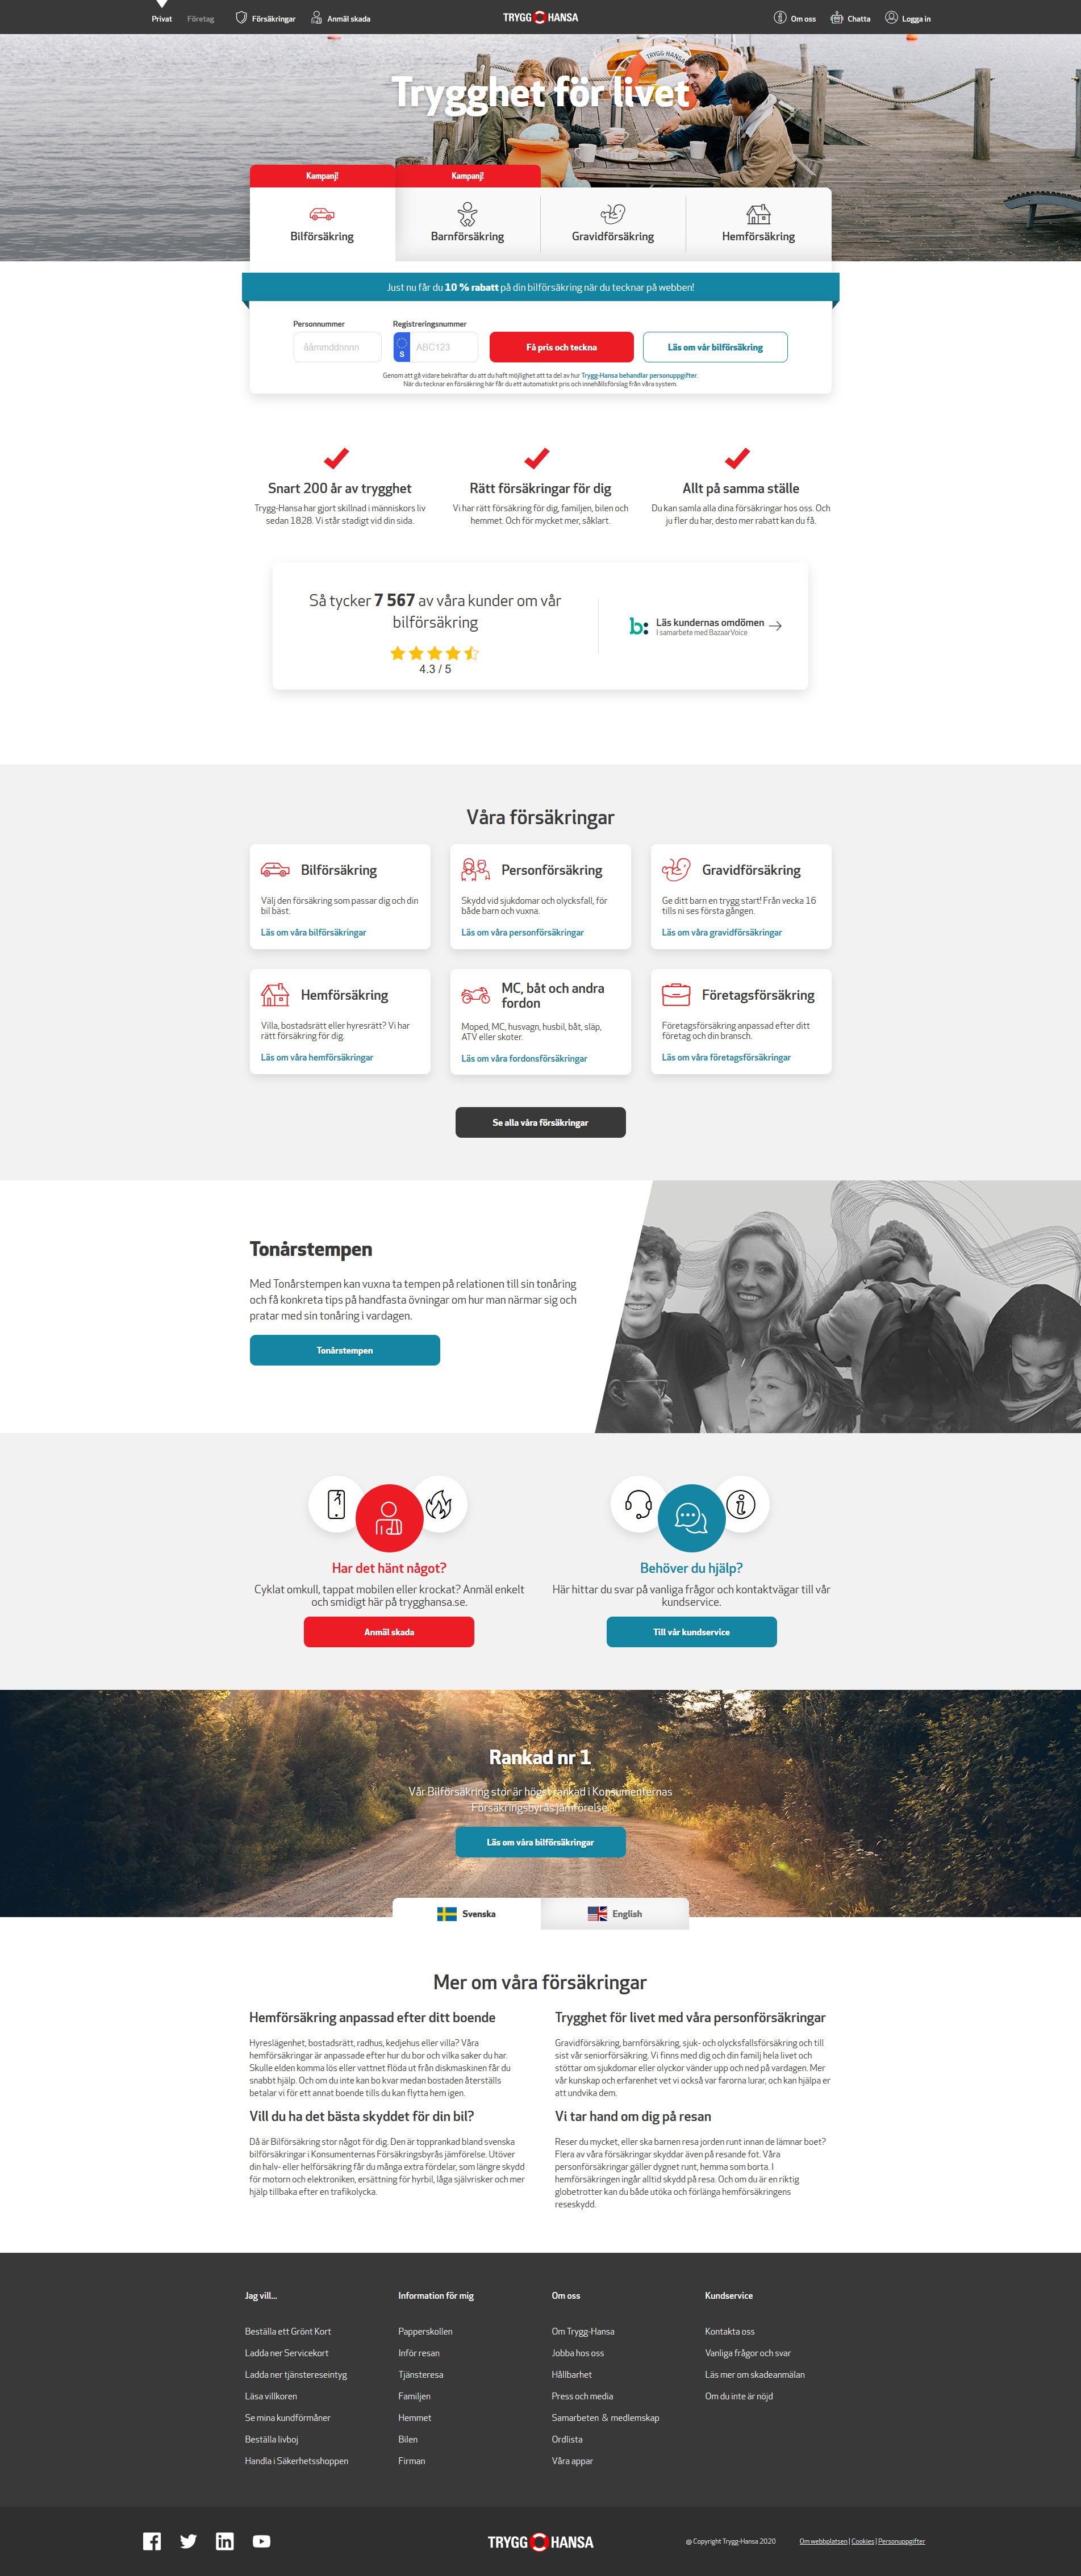 Privat
Företag
Försäkringar
Anmäl skada
TRYGG HANSA
Om oss
Chatta
Logga in
TRYGG-HANSA
Trygghet för livet
Kampanj!
Kampanj!
Bilförsäkring
Barnförsäkring
Gravidförsäkring
Hemförsäkring
Just nu får du 10 % rabatt på din bilförsäkring när du tecknar på webben!
Personnummer
Registreringsnummer
ååmmddnnnn
S
ABC123
Få pris och teckna
Läs om vår bilförsäkring
Genom att gå vidare bekräftar du att du haft möjlighet att ta del av hur Trygg-Hansa behandlar personuppgifter.
När du tecknar en försäkring här får du ett automatiskt pris och innehållsförslag från våra system.
Snart 200 år av trygghet
Trygg-Hansa har gjort skillnad i människors liv
sedan 1828. Vi står stadigt vid din sida.
Rätt försäkringar för dig
Vi har rätt försäkring för dig, familjen, bilen och
hemmet. Och för mycket mer, såklart.
Allt på samma ställe
Du kan samla alla dina försäkringar hos oss. Och
ju fler du har, desto mer rabatt kan du få.
Så tycker 7 567 av våra kunder om vår
bilförsäkring
4.3 / 5
b:
Läs kundernas omdömen
I samarbete med BazaarVoice
Våra försäkringar
Bilförsäkring
Välj den försäkring som passar dig och din
bil bäst.
Läs om våra bilförsäkringar
Personförsäkring
Skydd vid sjukdomar och olycksfall, för
både barn och vuxna.
Läs om våra personförsäkringar
Gravidförsäkring
Ge ditt barn en trygg start! Från vecka 16
tills ni ses första gången.
Läs om våra gravidförsäkringar
Hemförsäkring
Villa, bostadsrätt eller hyresrätt? Vi har
rätt försäkring för dig.
Läs om våra hemförsäkringar
MC, båt och andra
fordon
Moped, MC, husvagn, husbil, båt, släp,
ATV eller skoter.
Läs om våra fordonsförsäkringar
Företagsförsäkring
Företagsförsäkring anpassad efter ditt
företag och din bransch.
Läs om våra företagsförsäkringar
Se alla våra försäkringar
Tonårstempen
Med Tonårstempen kan vuxna ta tempen på relationen till sin tonåring
och få konkreta tips på handfasta övningar om hur man närmar sig och
pratar med sin tonåring i vardagen.
Tonårstempen
Har det hänt något?
Cyklat omkull, tappat mobilen eller krockat? Anmäl enkelt
och smidigt här på trygghansa.se.
Anmäl skada
Behöver du hjälp?
Här hittar du svar på vanliga frågor och kontaktvägar till vår
kundservice.
Till vår kundservice
Rankad nr 1
Vår Bilförsäkring stor är högst rankad i Konsumenternas
Försäkringsbyrås jämförelse.
Läs om våra bilförsäkringar
Svenska
English
Mer om våra försäkringar
Hemförsäkring anpassad efter ditt boende
Hyreslägenhet, bostadsrätt, radhus, kedjehus eller villa? Våra
hemförsäkringar är anpassade efter hur du bor och vilka saker du har.
Skulle elden komma lös eller vattnet flöda ut från diskmaskinen får du
snabbt hjälp. Och om du inte kan bo kvar medan bostaden återställs
betalar vi för ett annat boende tills du kan flytta hem igen.
Vill du ha det bästa skyddet för din bil?
Då är Bilförsäkring stor något för dig. Den är topprankad bland svenska
bilförsäkringar i Konsumenternas Försäkringsbyrås jämförelse. Utöver
din halv- eller helförsäkring får du många extra fördelar, som längre skydd
för motorn och elektroniken, ersättning för hyrbil, låga självrisker och mer
hjälp tillbaka efter en trafikolycka.
Trygghet för livet med våra personförsäkringar
Gravidförsäkring, barnförsäkring, sjuk- och olycksfallsförsäkring och till
sist vår seniorförsäkring. Vi finns med dig och din familj hela livet och
stöttar om sjukdomar eller olyckor vänder upp och ned på vardagen. Mer
vår kunskap och erfarenhet vet vi också var farorna lurar, och kan hjälpa er
att undvika dem.
Vi tar hand om dig på resan
Reser du mycket, eller ska barnen resa jorden runt innan de lämnar boet?
Flera av våra försäkringar skyddar även på resande fot. Våra
personförsäkringar gäller dygnet runt, hemma som borta. I
hemförsäkringen ingår alltid skydd på resa. Och om du är en riktig
globetrotter kan du både utöka och förlänga hemförsäkringens
reseskydd.
Jag vill...
Beställa ett Grönt Kort
Ladda ner Servicekort
Ladda ner tjänstereseintyg
Läsa villkoren
Se mina kundförmåner
Beställa livboj
Handla i Säkerhetsshoppen
Information för mig
Papperskollen
Inför resan
Tjänsteresa
Familjen
Hemmet
Bilen
Firman
Om oss
Om Trygg-Hansa
Jobba hos oss
Hållbarhet
Press och media
Samarbeten & medlemskap
Ordlista
Våra appar
Kundservice
Kontakta oss
Vanliga frågor och svar
Läs mer om skadeanmälan
Om du inte är nöjd
TRYGG HANSA
@ Copyright Trygg-Hansa 2020
Om webbplatsen | Cookies | Personuppgifter